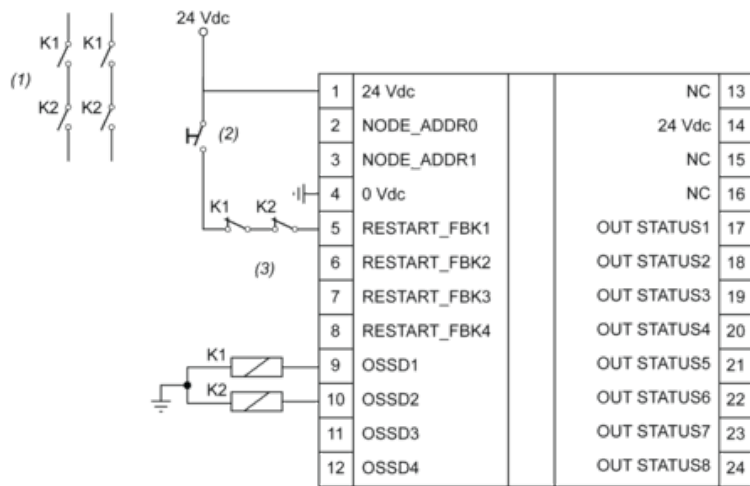 24 Vdc
K1 K1
(1)
K2 K2
(2)
K1 K2
(3)
K1
K2
1 24 Vdc NC 13
2 NODE_ADDR0 24 Vdc 14
3 NODE_ADDR1 NC 15
4 0 Vdc NC 16
5 RESTART_FBK1 OUT STATUS1 17
6 RESTART_FBK2 OUT STATUS2 18
7 RESTART_FBK3 OUT STATUS3 19
8 RESTART_FBK4 OUT STATUS4 20
9 OSSD1 OUT STATUS5 21
10 OSSD2 OUT STATUS6 22
11 OSSD3 OUT STATUS7 23
12 OSSD4 OUT STATUS8 24